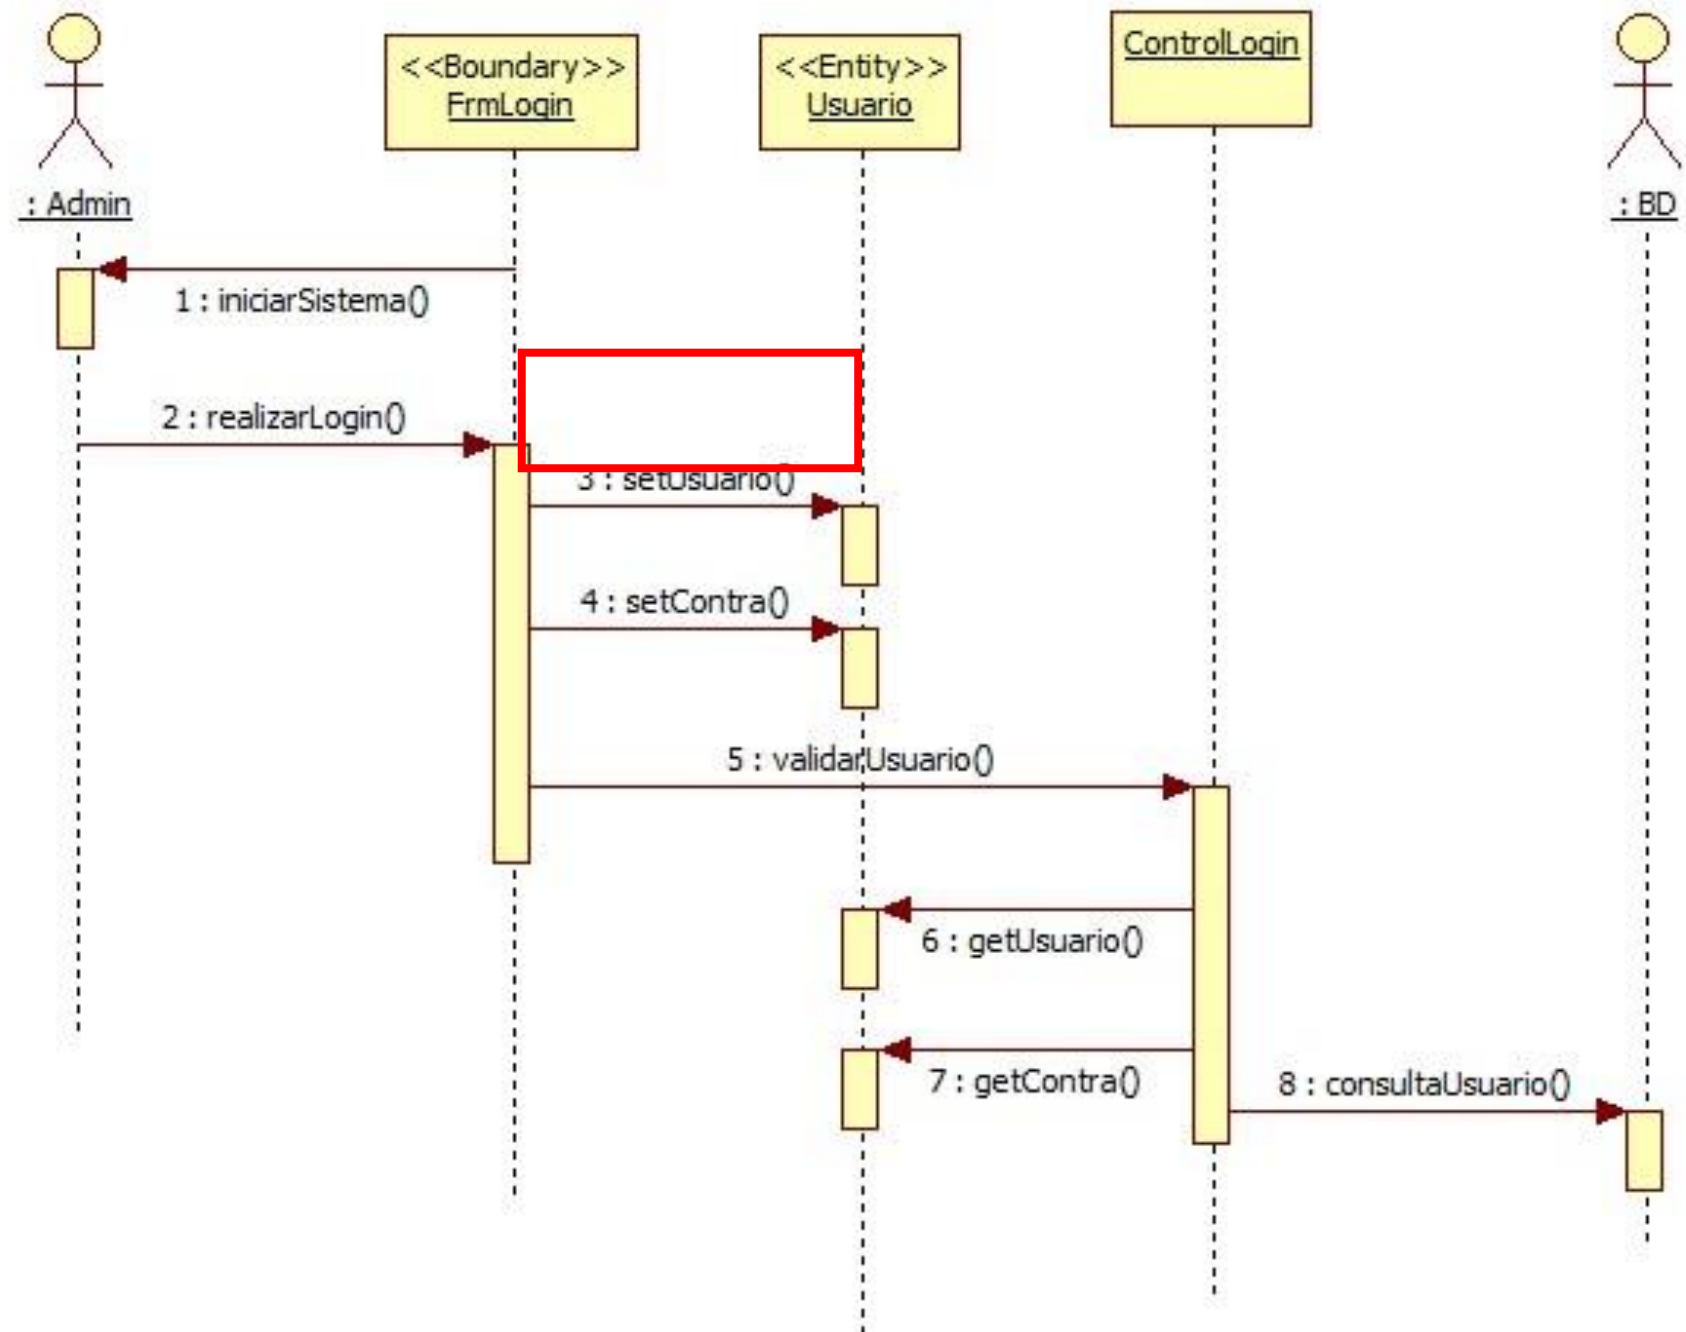 <<Boundary>>
FrmLogin
<<Entity>>
Usuario
ControlLogin
: Admin
: BD
1 : iniciarSistema()
2 : realizarLogin()
3 : setUsuario()
4 : setContra()
5 : validarUsuario()
6 : getUsuario()
7 : getContra()
8 : consultaUsuario()